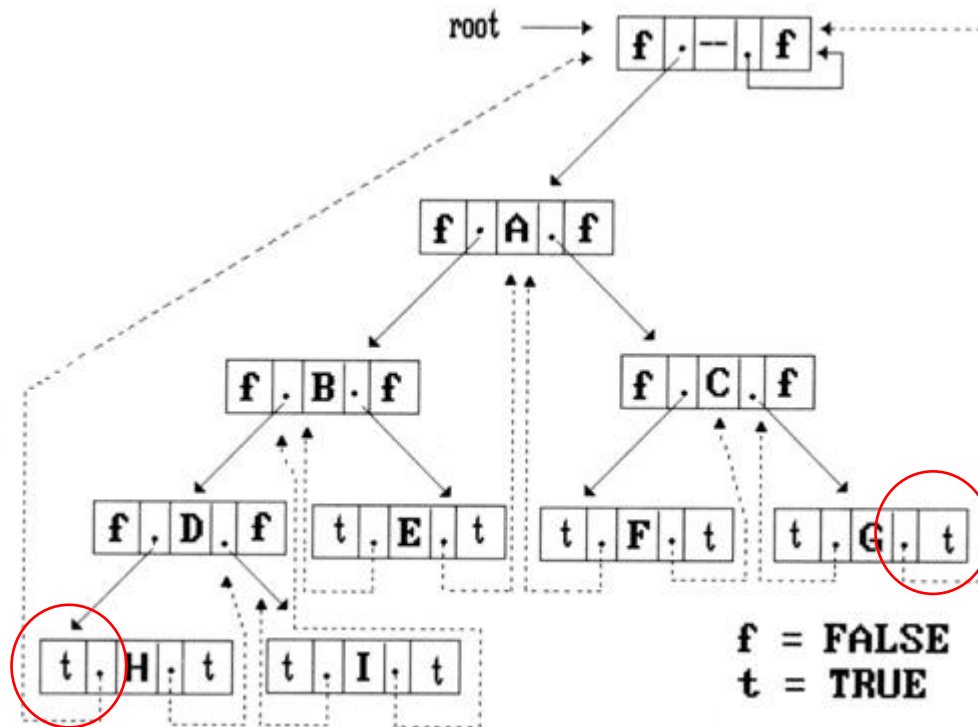 root
f . -- . f
f . A . f
f . B . f
f . C . f
f . D . f
t . E . t
t . F . t
t . G . t
t . H . t
t . I . t
f = FALSE
t = TRUE